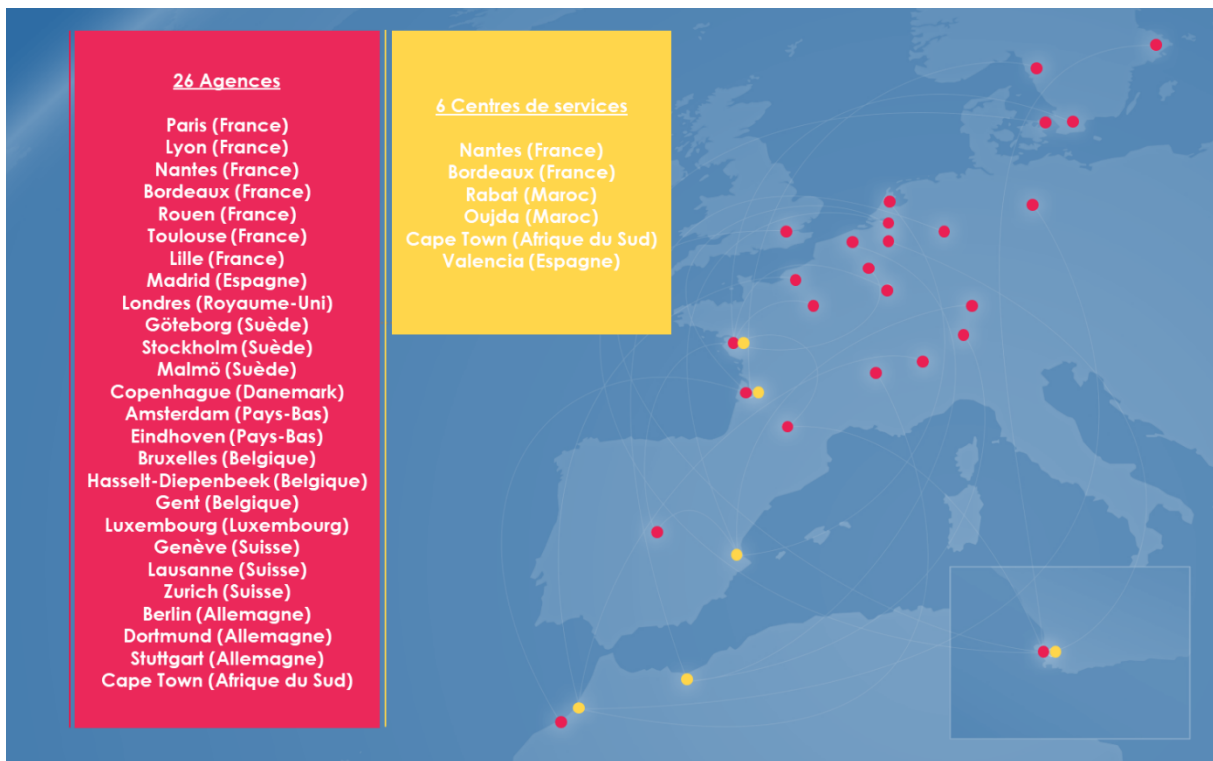 26 Agences
Paris (France)
Lyon (France)
Nantes (France)
Bordeaux (France)
Rouen (France)
Toulouse (France)
Lille (France)
Madrid (Espagne)
Londres (Royaume-Uni)
Göteborg (Suède)
Stockholm (Suède)
Malmö (Suède)
Copenhague (Danemark)
Amsterdam (Pays-Bas)
Eindhoven (Pays-Bas)
Bruxelles (Belgique)
Hasselt-Diepenbeek (Belgique)
Gent (Belgique)
Luxembourg (Luxembourg)
Genève (Suisse)
Lausanne (Suisse)
Zurich (Suisse)
Berlin (Allemagne)
Dortmund (Allemagne)
Stuttgart (Allemagne)
Cape Town (Afrique du Sud)
6 Centres de services
Nantes (France)
Bordeaux (France)
Rabat (Maroc)
Oujda (Maroc)
Cape Town (Afrique du Sud)
Valencia (Espagne)